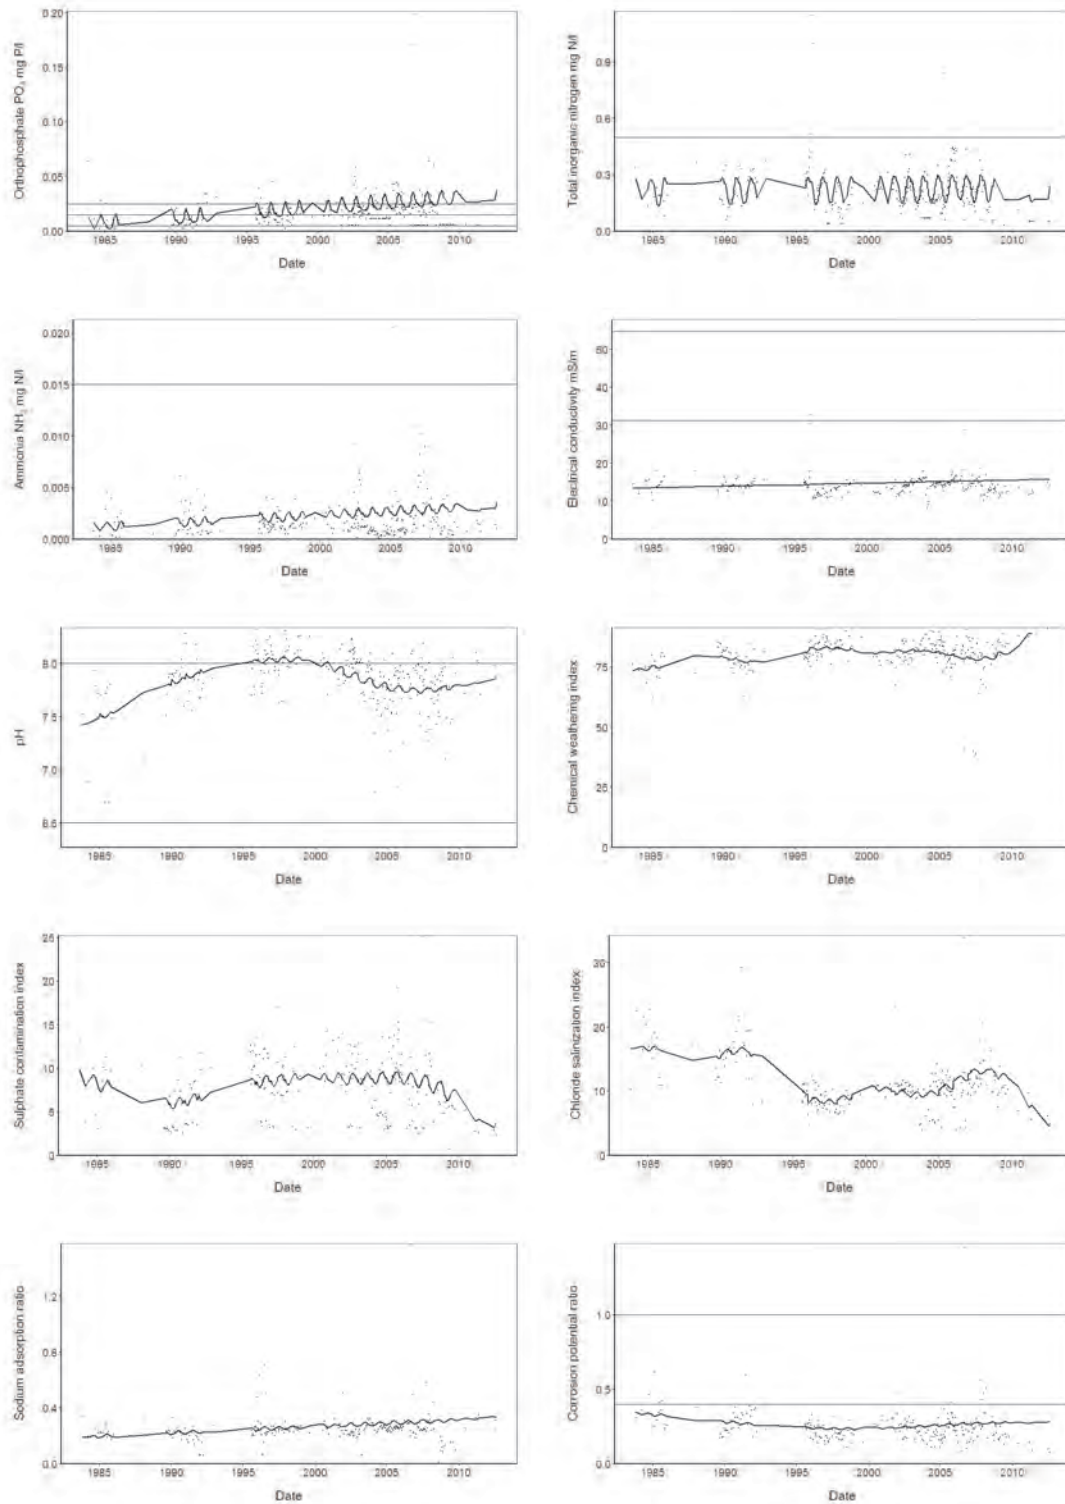 Orthophosphate PO4 mg P/l
0.20
0.15
0.10
0.05
0.00
1985 1990 1995 2000 2005 2010
Date
Total inorganic nitrogen mg N/l
0.9
0.6
0.3
0.0
1985 1990 1995 2000 2005 2010
Date
Ammonia NH3 mg N/l
0.020
0.015
0.010
0.005
0.000
1985 1990 1995 2000 2005 2010
Date
Electrical conductivity mS/m
50
40
30
20
10
0
1985 1990 1995 2000 2005 2010
Date
pH
8.0
7.5
7.0
6.5
1985 1990 1995 2000 2005 2010
Date
Chemical weathering index
75
50
25
0
1985 1990 1995 2000 2005 2010
Date
Sulphate contamination index
25
20
15
10
5
0
1985 1990 1995 2000 2005 2010
Date
Chloride salinization index
30
20
10
0
1985 1990 1995 2000 2005 2010
Date
Sodium adsorption ratio
1.2
0.8
0.4
0.0
1985 1990 1995 2000 2005 2010
Date
Corrosion potential ratio
1.0
0.5
0.0
1985 1990 1995 2000 2005 2010
Date